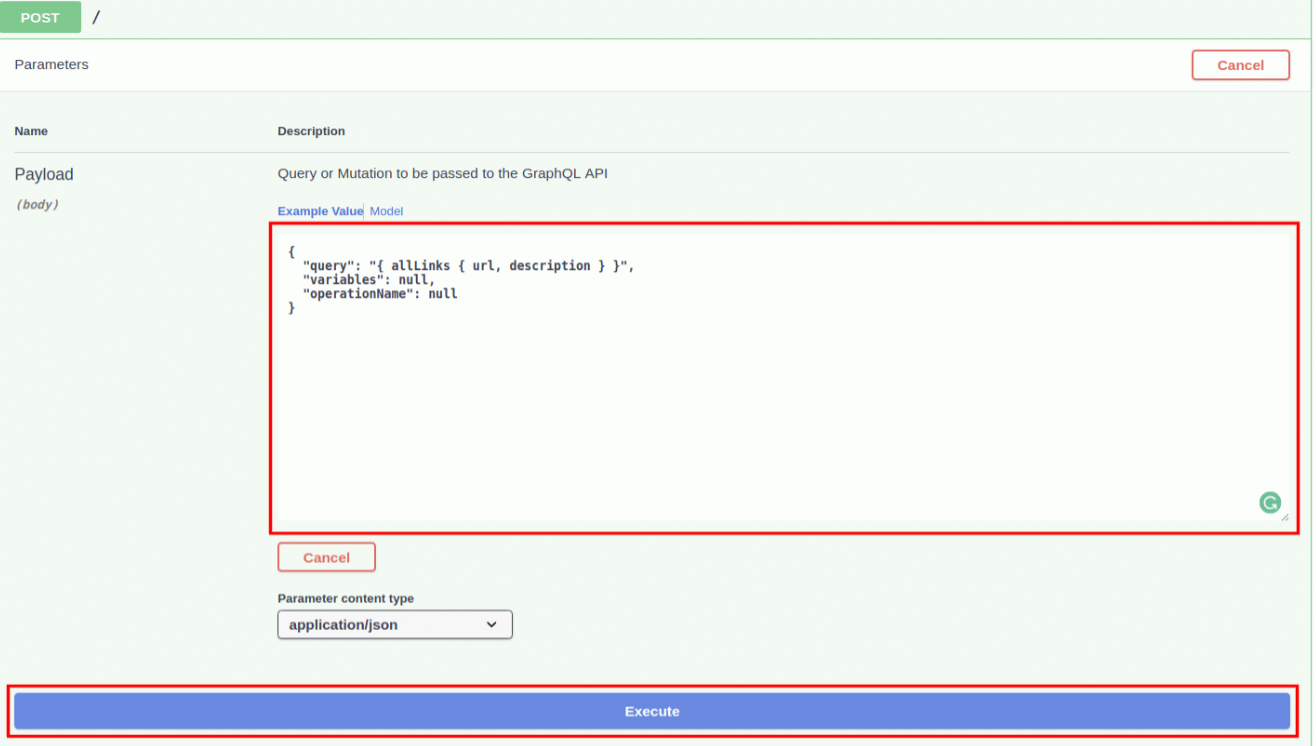 POST /
Parameters
Cancel
Name Description
Payload Query or Mutation to be passed to the GraphQL API
(body)
Example Value Model
{
  "query": "{ allLinks { url, description } }",
  "variables": null,
  "operationName": null
}
Cancel
Parameter content type
application/json
Execute